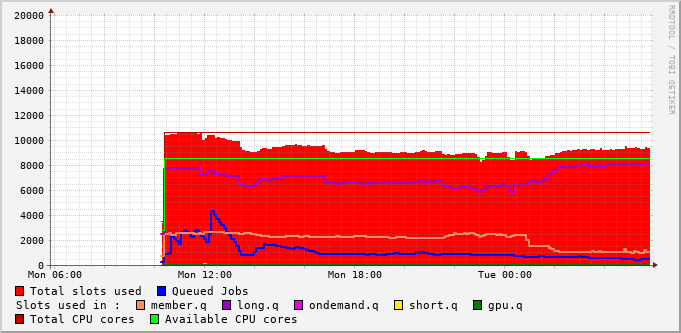 20000
18000
16000
14000
12000
10000
8000
6000
4000
2000
0
Mon 06:00 Mon 12:00 Mon 18:00 Tue 00:00
RRDTOOL / TOBI OETIKER
Total slots used Queued Jobs
Slots used in : member.q long.q ondemand.q short.q gpu.q
Total CPU cores Available CPU cores